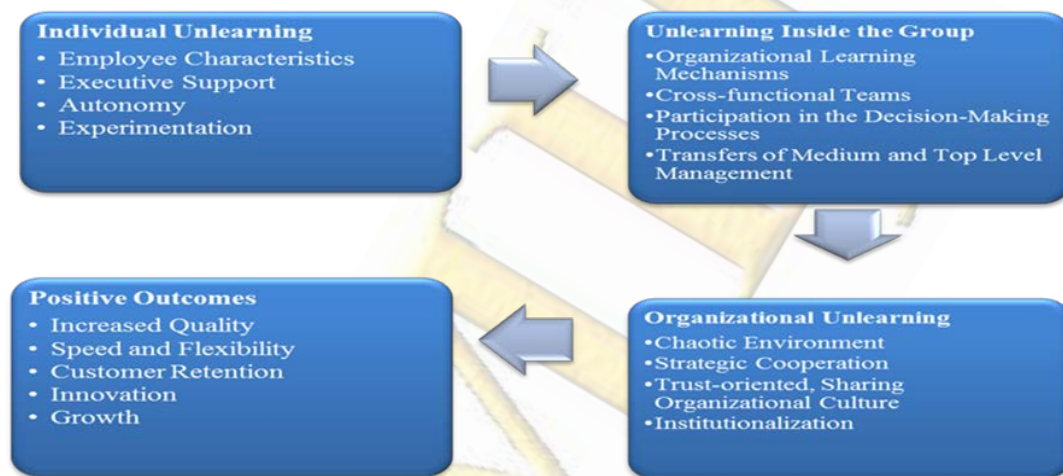 Individual Unlearning
• Employee Characteristics
• Executive Support
• Autonomy
• Experimentation
Unlearning Inside the Group
•Organizational Learning
Mechanisms
•Cross-functional Teams
•Participation in the Decision-Making
Processes
•Transfers of Medium and Top Level
Management
Organizational Unlearning
•Chaotic Environment
•Strategic Cooperation
•Trust-oriented, Sharing
Organizational Culture
•Institutionalization
Positive Outcomes
• Increased Quality
• Speed and Flexibility
• Customer Retention
• Innovation
• Growth